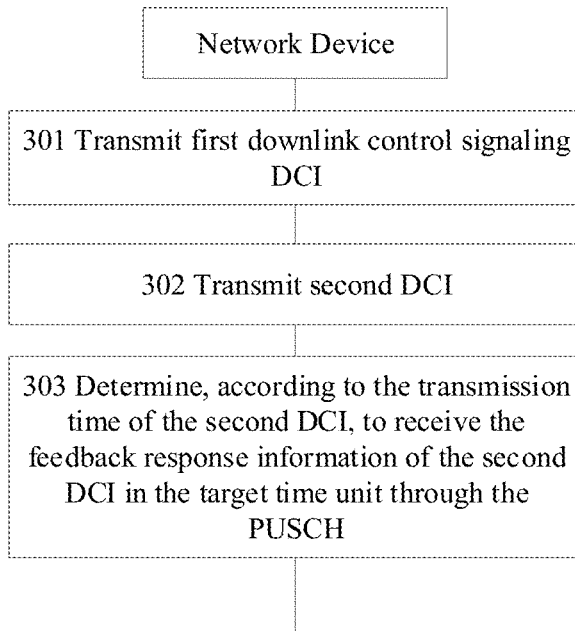 Network Device
301 Transmit first downlink control signaling
DCI
302 Transmit second DCI
303 Determine, according to the transmission
time of the second DCI, to receive the
feedback response information of the second
DCI in the target time unit through the
PUSCH